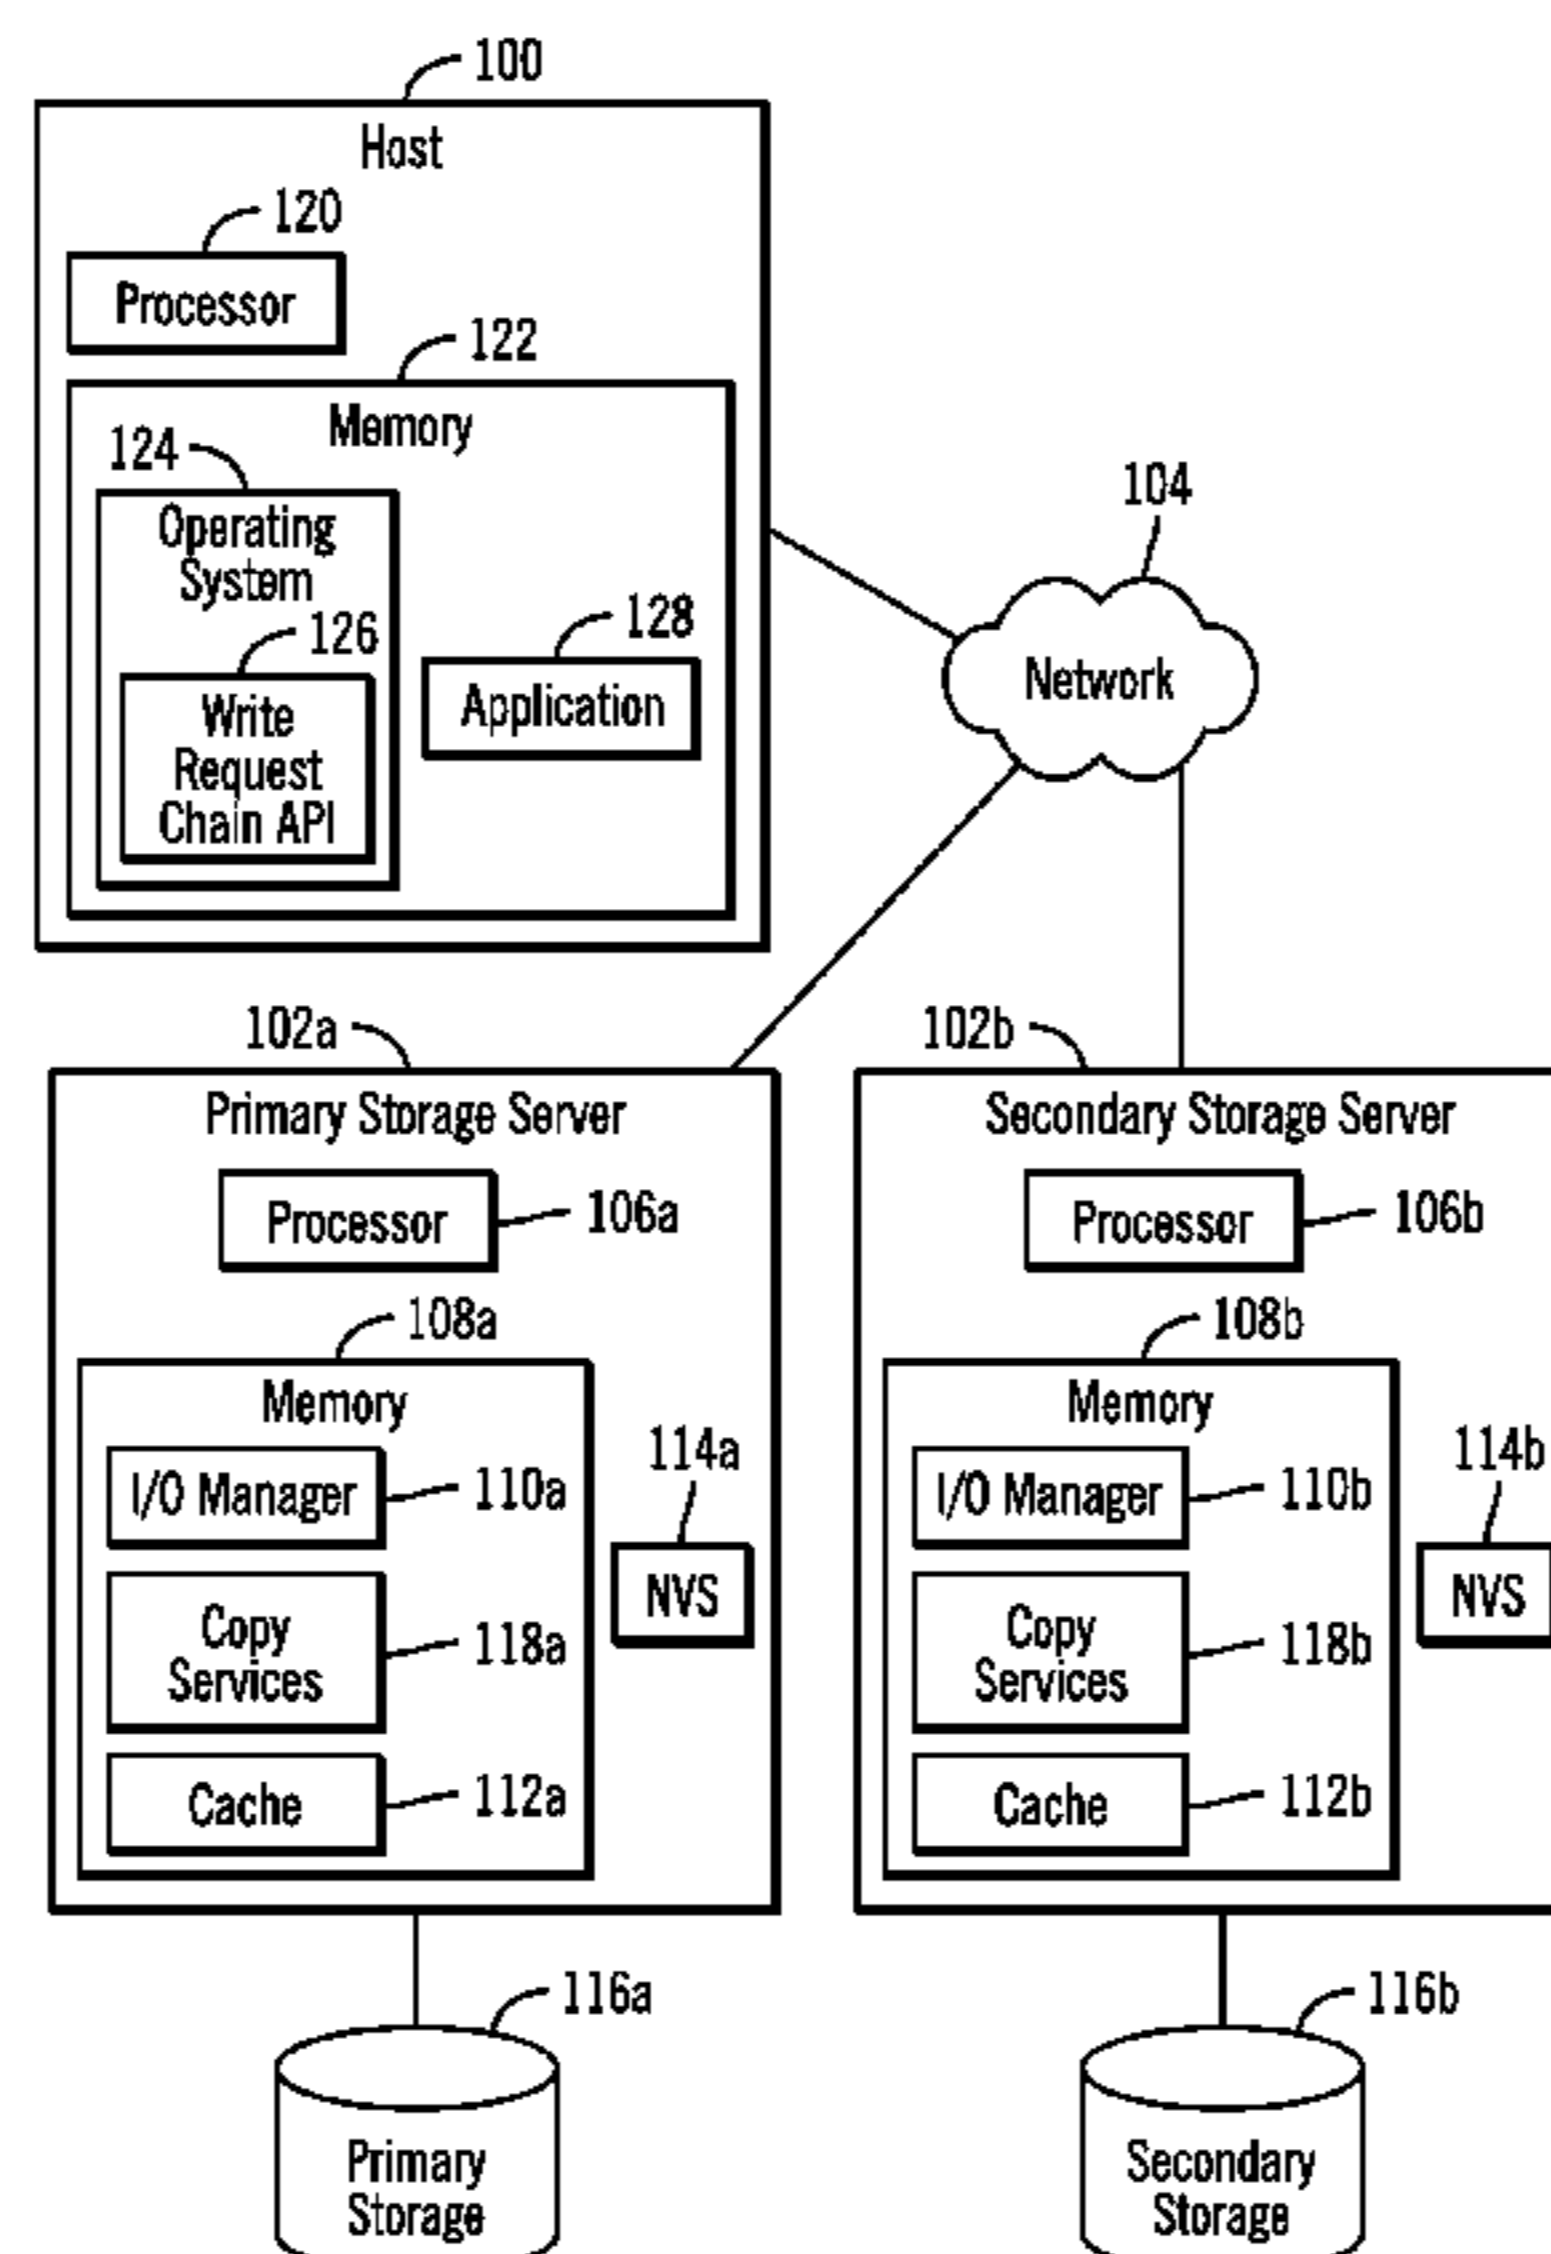 100
Host
120
Processor
122
Memory
124
Operating
System
126
Write
Request
Chain API
128
Application
104
Network
102a
Primary Storage Server
Processor
106a
108a
Memory
I/O Manager
110a
Copy
Services
118a
Cache
112a
114a
NVS
116a
Primary
Storage
102b
Secondary Storage Server
Processor
106b
108b
Memory
I/O Manager
110b
Copy
Services
118b
Cache
112b
114b
NVS
116b
Secondary
Storage